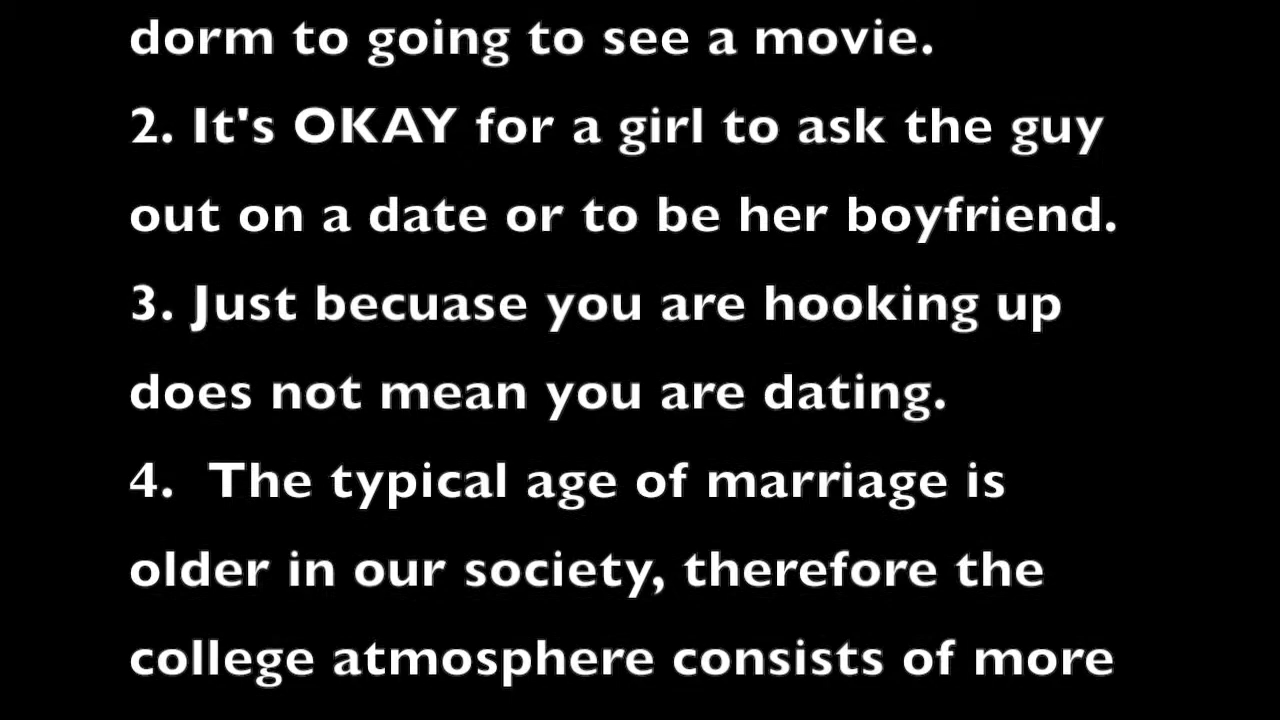 dorm to going to see a movie.
2. It's OKAY for a girl to ask the guy
out on a date or to be her boyfriend.
3. Just becuase you are hooking up
does not mean you are dating.
4.  The typical age of marriage is
older in our society, therefore the
college atmosphere consists of more